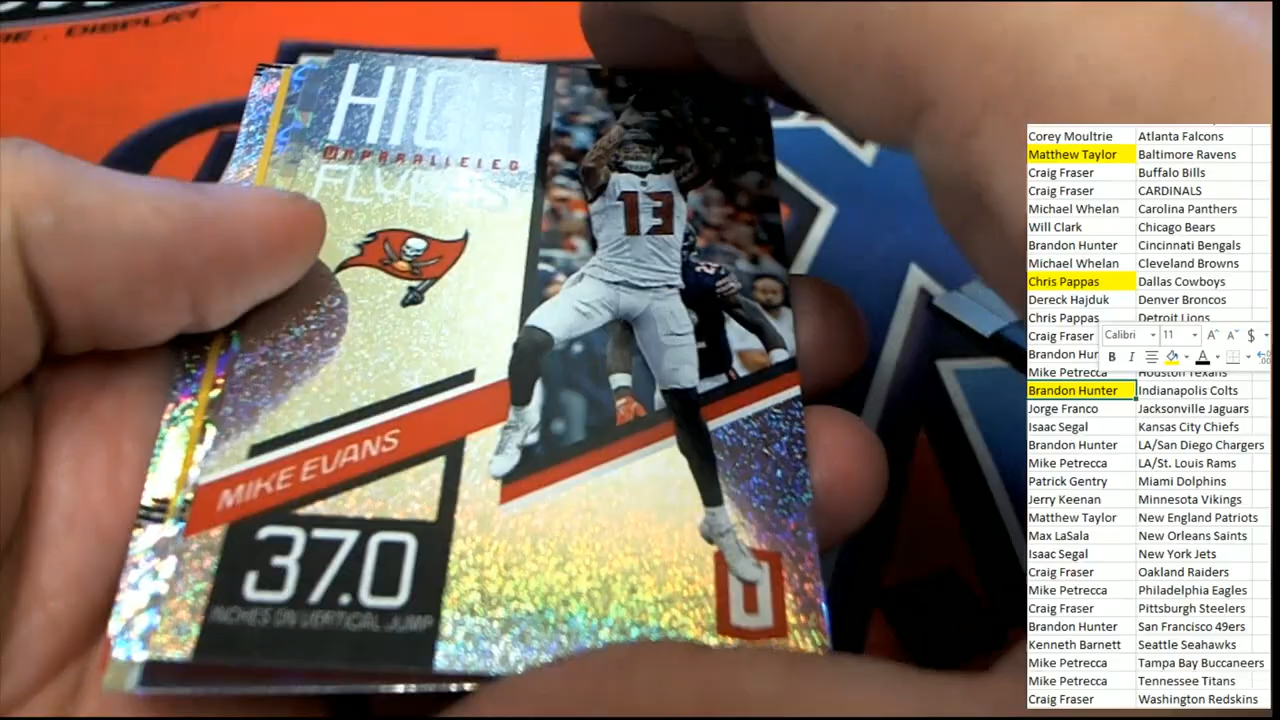 DISPLAY
HIGH
UNPARALLELED
FLYERS
13
MIKE EVANS
37.0
INCHES ON VERTICAL JUMP
U
Corey Moultrie Atlanta Falcons
Matthew Taylor Baltimore Ravens
Craig Fraser Buffalo Bills
Craig Fraser CARDINALS
Michael Whelan Carolina Panthers
Will Clark Chicago Bears
Brandon Hunter Cincinnati Bengals
Michael Whelan Cleveland Browns
Chris Pappas Dallas Cowboys
Dereck Hajduk Denver Broncos
Chris Pappas Detroit Lions
Craig Fraser
Calibri 11 A A $
Brandon Hun
B I A
Mike Petrecca Houston Texans
Brandon Hunter Indianapolis Colts
Jorge Franco Jacksonville Jaguars
Isaac Segal Kansas City Chiefs
Brandon Hunter LA/San Diego Chargers
Mike Petrecca LA/St. Louis Rams
Patrick Gentry Miami Dolphins
Jerry Keenan Minnesota Vikings
Matthew Taylor New England Patriots
Max LaSala New Orleans Saints
Isaac Segal New York Jets
Craig Fraser Oakland Raiders
Mike Petrecca Philadelphia Eagles
Craig Fraser Pittsburgh Steelers
Brandon Hunter San Francisco 49ers
Kenneth Barnett Seattle Seahawks
Mike Petrecca Tampa Bay Buccaneers
Mike Petrecca Tennessee Titans
Craig Fraser Washington Redskins